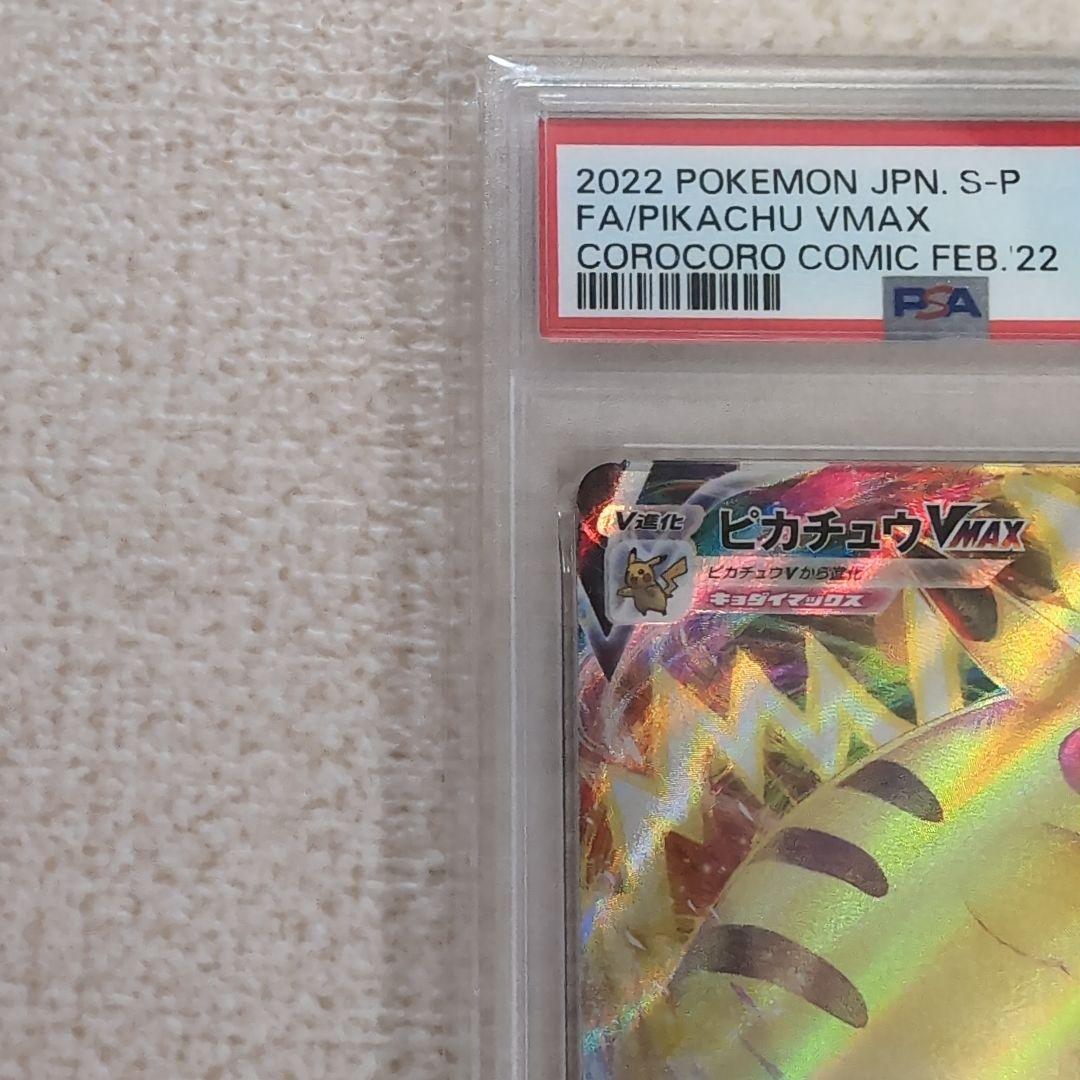 2022 POKEMON JPN. S-P
FA/PIKACHU VMAX
COROCORO COMIC FEB.'22
PSA
V進化
ピカチュウVMAX
ピカチュウVから進化
キョダイマックス